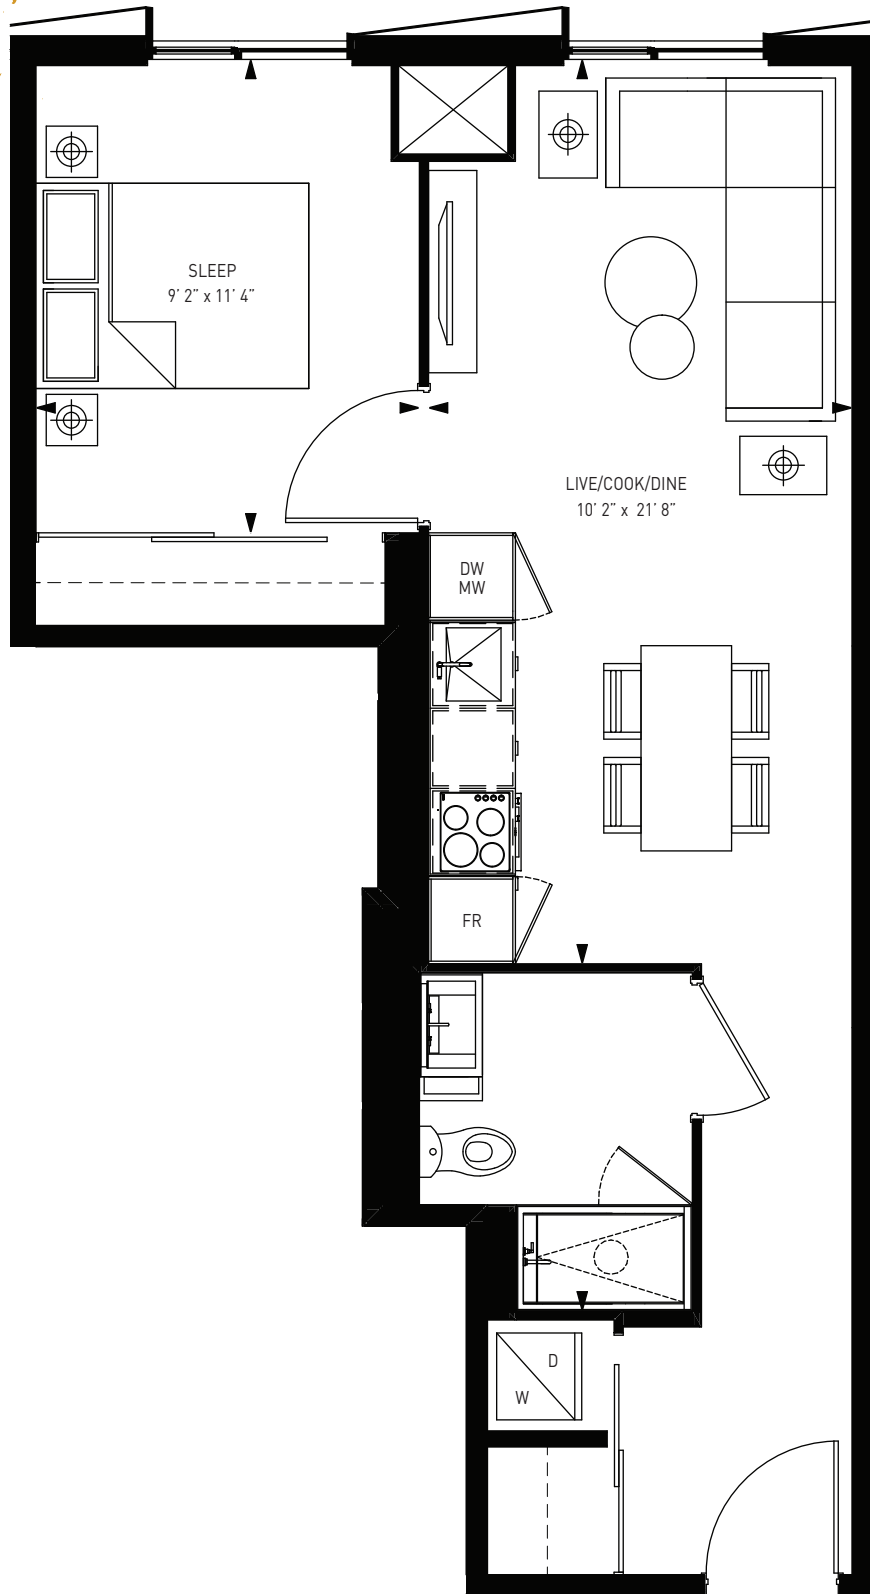 SLEEP
9' 2" x 11' 4"
LIVE/COOK/DINE
10' 2" x 21' 8"
DW
MW
FR
D
W